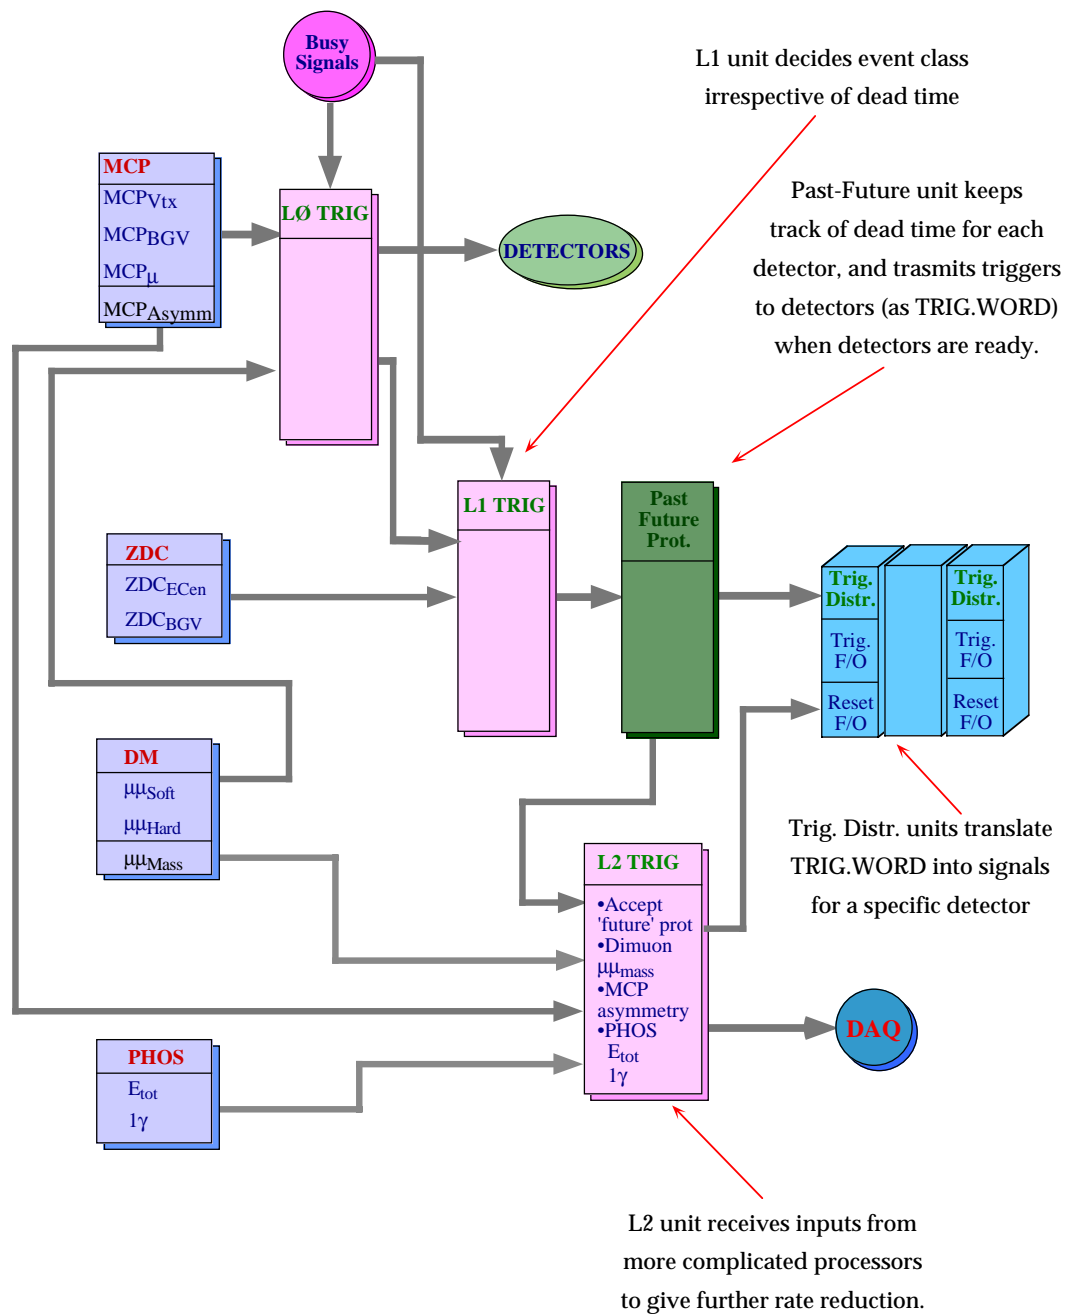 Busy
Signals
L1 unit decides event class
irrespective of dead time
MCP
MCPVtx
MCPBGV
MCPμ
MCPAsymm
LØ TRIG
DETECTORS
Past-Future unit keeps
track of dead time for each
detector, and trasmits triggers
to detectors (as TRIG.WORD)
when detectors are ready.
L1 TRIG
Past
Future
Prot.
ZDC
ZDCECen
ZDCBGV
Trig.
Distr.
Trig.
F/O
Reset
F/O
Trig.
Distr.
Trig.
F/O
Reset
F/O
DM
μμSoft
μμHard
μμMass
Trig. Distr. units translate
TRIG.WORD into signals
for a specific detector
L2 TRIG
•Accept
'future' prot
•Dimuon
μμmass
•MCP
asymmetry
•PHOS
Etot
1γ
DAQ
PHOS
Etot
1γ
L2 unit receives inputs from
more complicated processors
to give further rate reduction.